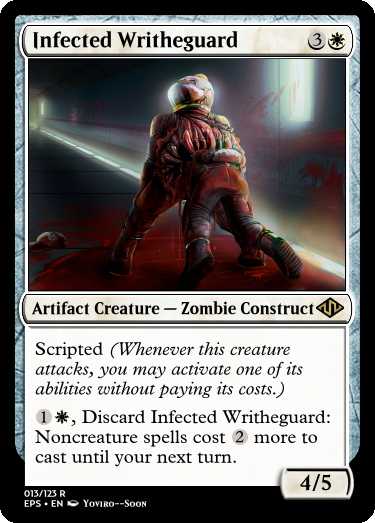 Infected Writheguard 3
Artifact Creature — Zombie Construct
Scripted (Whenever this creature
attacks, you may activate one of its
abilities without paying its costs.)
1, Discard Infected Writheguard:
Noncreature spells cost 2 more to
cast until your next turn.
4/5
013/123 R
EPS • EN Yoviro--Soon